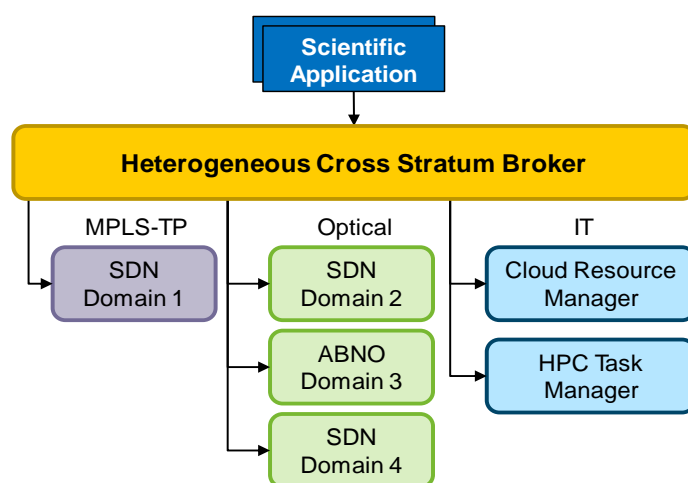 Scientific
Application
Heterogeneous Cross Stratum Broker
MPLS-TP
Optical
IT
SDN
Domain 1
SDN
Domain 2
Cloud Resource
Manager
ABNO
Domain 3
HPC Task
Manager
SDN
Domain 4